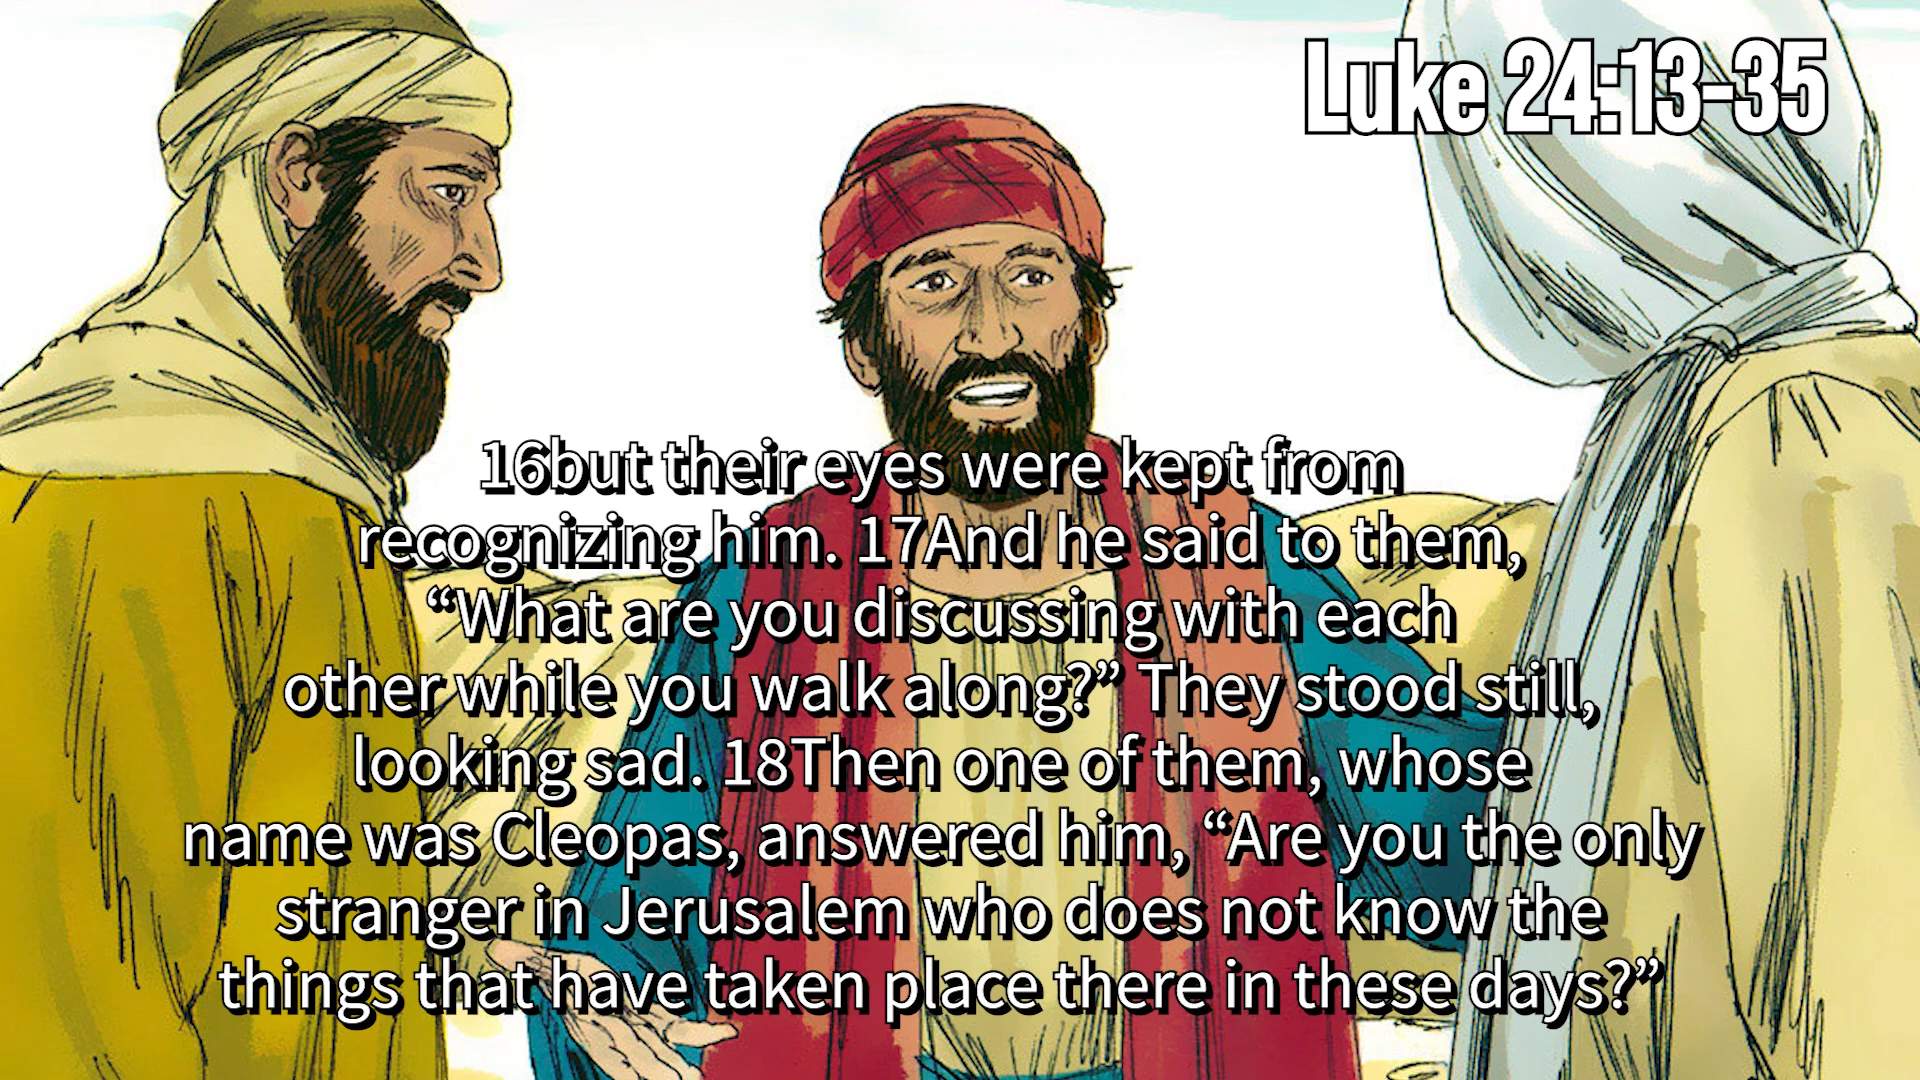 Luke 24:13-35
16but their eyes were kept from
recognizing him. 17And he said to them,
“What are you discussing with each
other while you walk along?” They stood still,
looking sad. 18Then one of them, whose
name was Cleopas, answered him, “Are you the only
stranger in Jerusalem who does not know the
things that have taken place there in these days?”